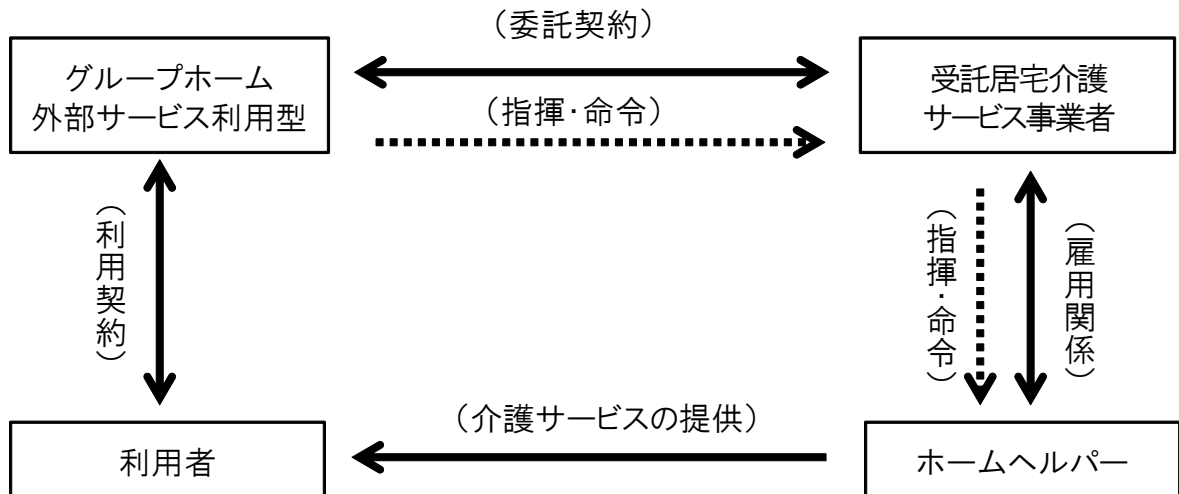 （委託契約）
グループホーム
外部サービス利用型
受託居宅介護
サービス事業者
（指揮・命令）
（利用契約）
（指揮・命令）
（雇用関係）
（介護サービスの提供）
利用者
ホームヘルパー